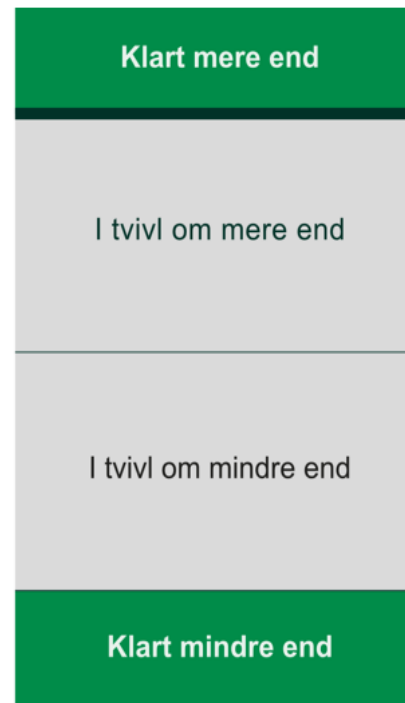 Klart mere end
I tvivl om mere end
I tvivl om mindre end
Klart mindre end